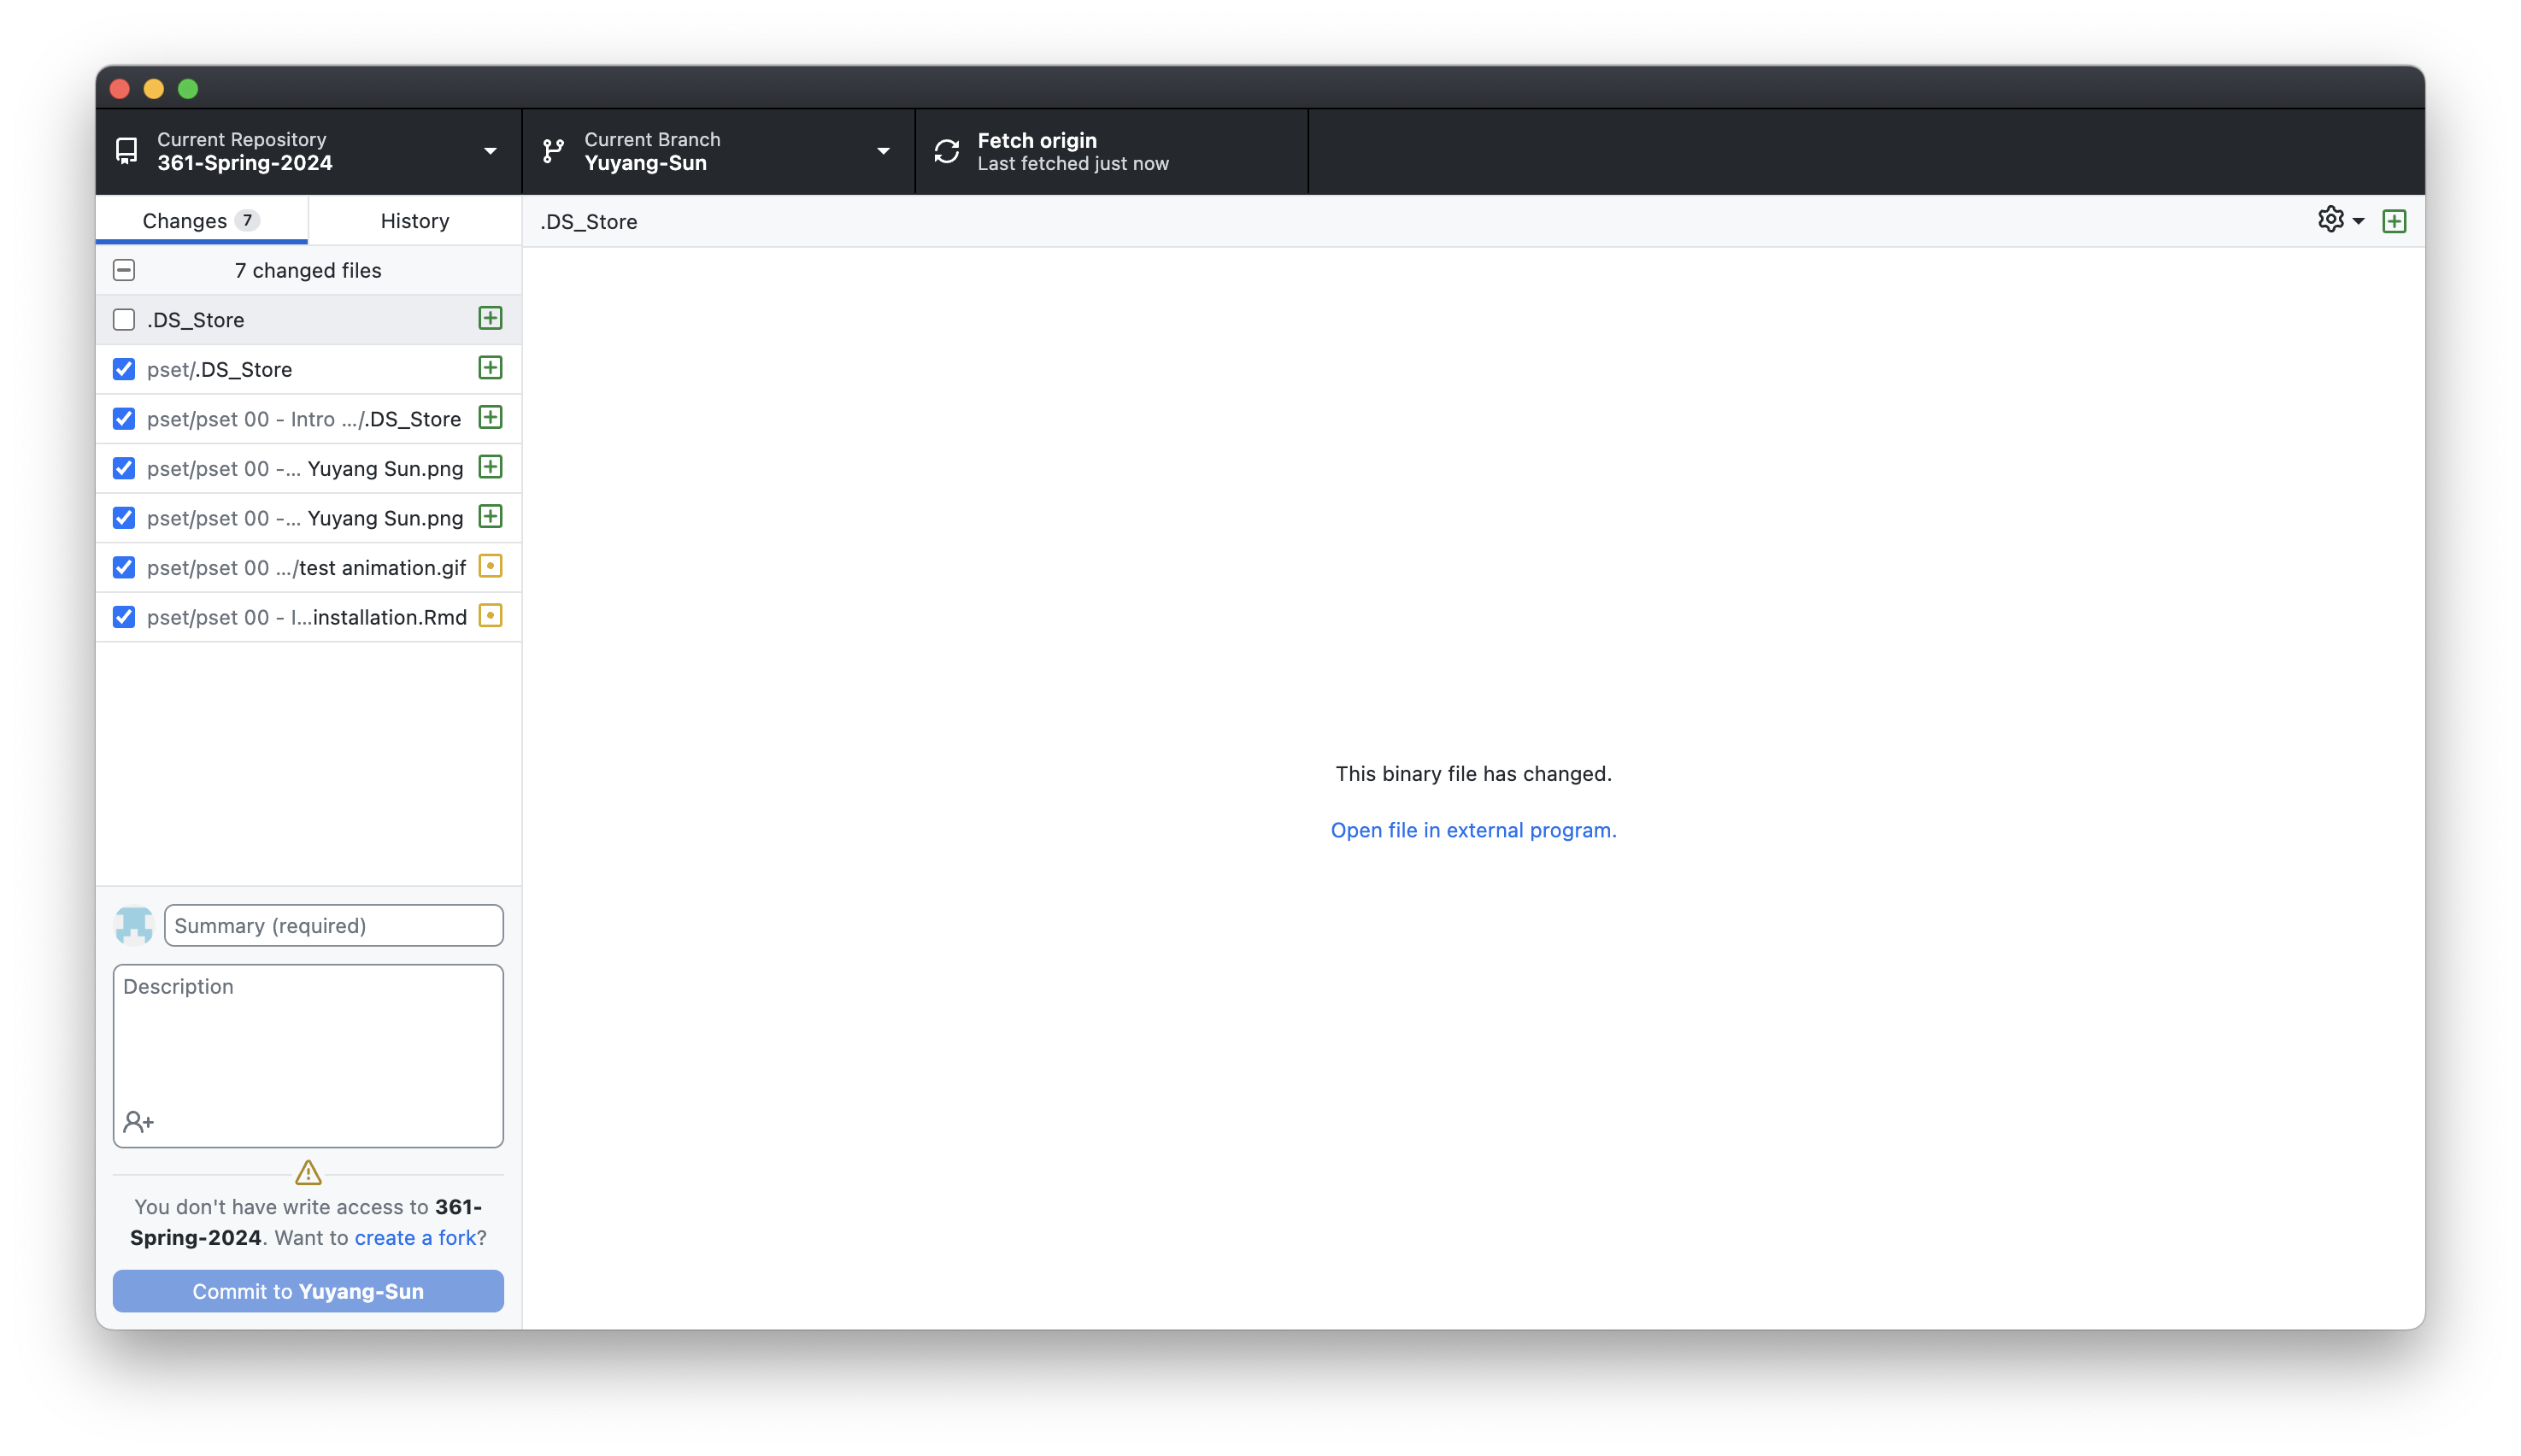 Current Repository
361-Spring-2024
Current Branch
Yuyang-Sun
Fetch origin
Last fetched just now
Changes 7
History
.DS_Store
7 changed files
.DS_Store
pset/.DS_Store
pset/pset 00 - Intro .../.DS_Store
pset/pset 00 -... Yuyang Sun.png
pset/pset 00 -... Yuyang Sun.png
pset/pset 00 .../test animation.gif
pset/pset 00 - I...installation.Rmd
This binary file has changed.
Open file in external program.
Summary (required)
Description
You don't have write access to 361-
Spring-2024. Want to create a fork?
Commit to Yuyang-Sun